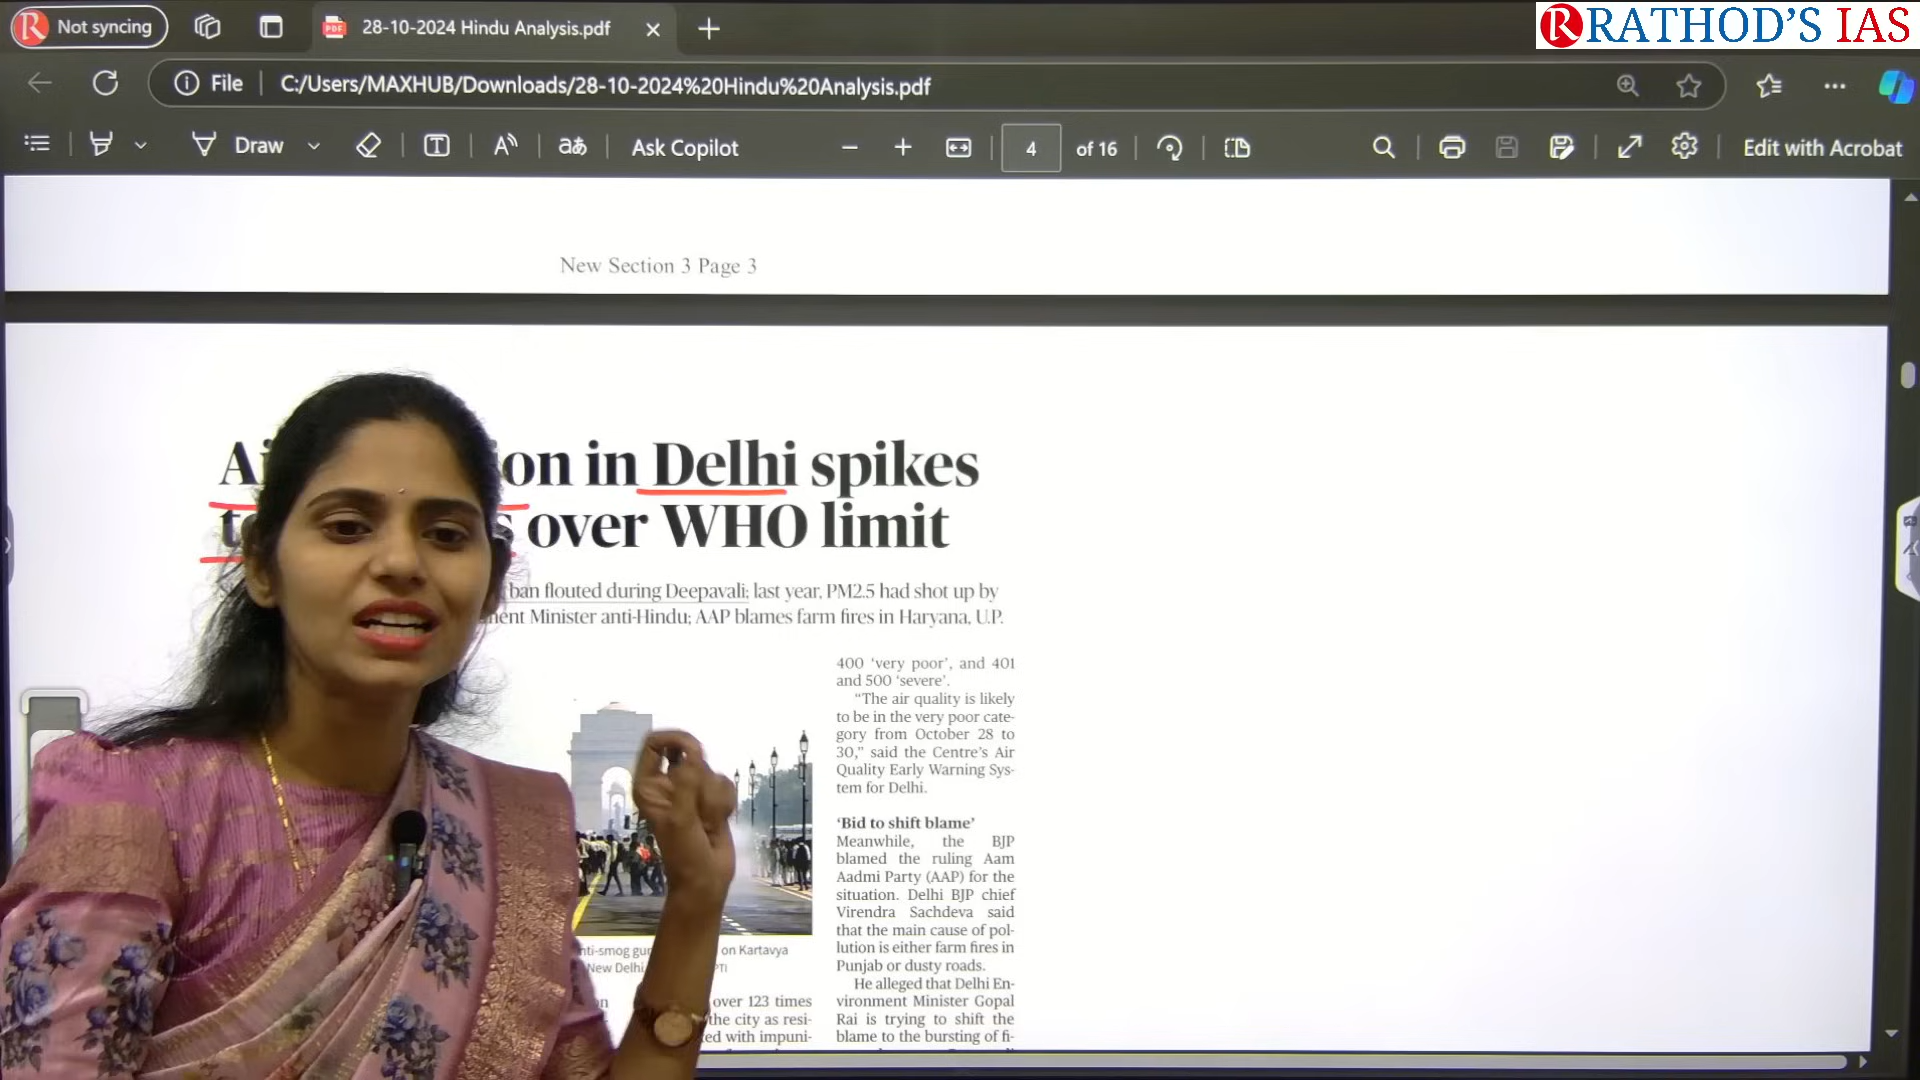 Not syncing
28-10-2024 Hindu Analysis.pdf
RATHOD'S IAS
File
C:/Users/MAXHUB/Downloads/28-10-2024%20Hindu%20Analysis.pdf
Draw
Ask Copilot
4
of 16
Edit with Acrobat
New Section 3 Page 3
in Delhi spikes
over WHO limit
ban flouted during Deepavali; last year, PM2.5 had shot up by
Minister anti-Hindu; AAP blames farm fires in Haryana, U.P.
400 'very poor', and 401
and 500 'severe'.
"The air quality is likely
to be in the very poor cate-
gory from October 28 to
30," said the Centre's Air
Quality Early Warning Sys-
tem for Delhi.
'Bid to shift blame'
Meanwhile, the BJP
blamed the ruling Aam
Aadmi Party (AAP) for the
situation. Delhi BJP chief
Virendra Sachdeva said
that the main cause of pol-
lution is either farm fires in
Punjab or dusty roads.
He alleged that Delhi En-
vironment Minister Gopal
Rai is trying to shift the
blame to the bursting of fi-
on Kartavya
New Delhi
over 123 times
the city as resi-
with impuni-